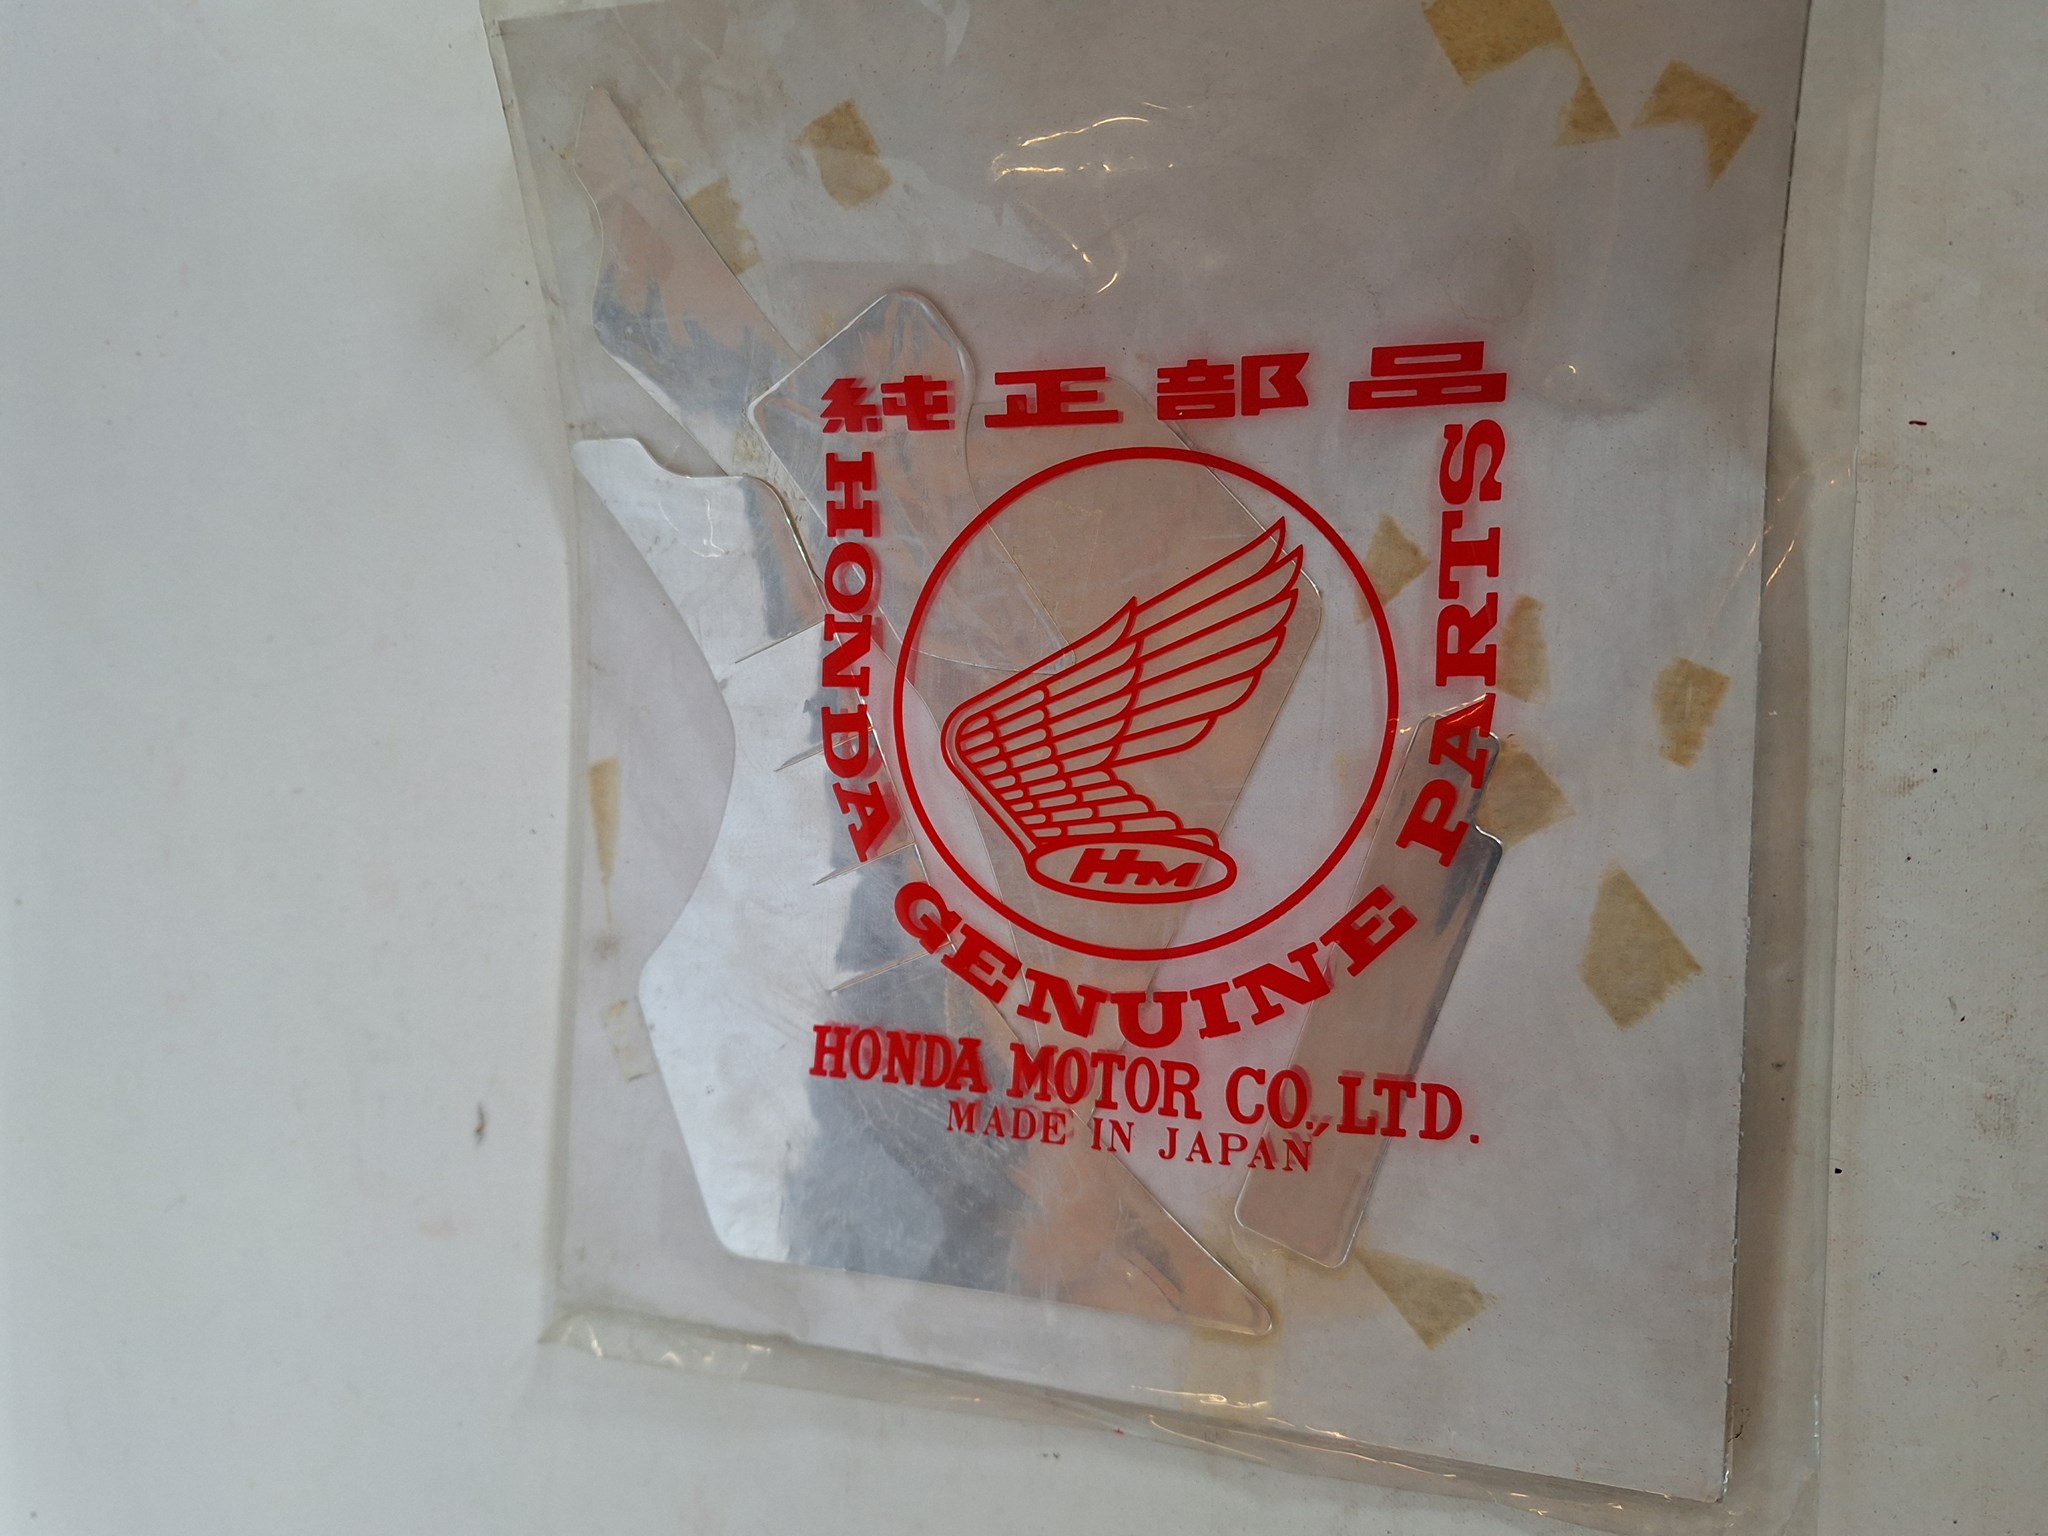 純正部品
HONDA GENUINE PARTS
HM
HONDA MOTOR CO., LTD.
MADE IN JAPAN